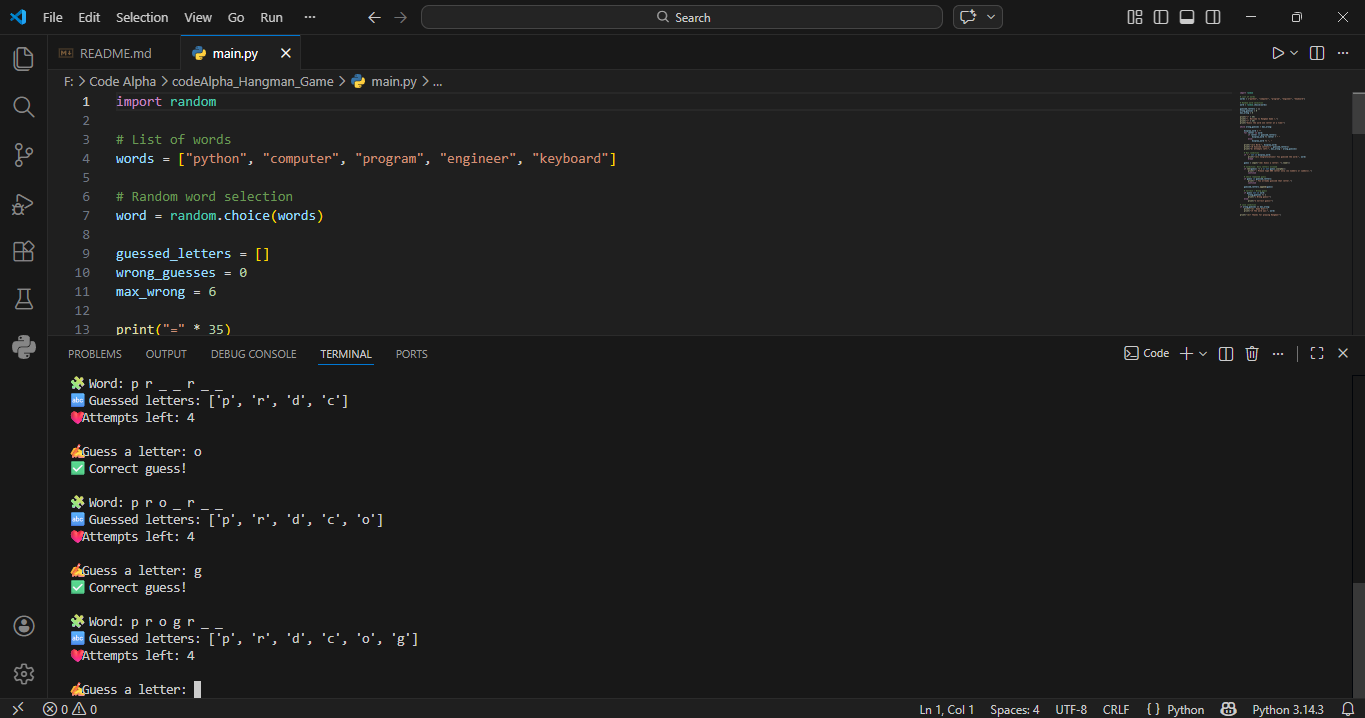 File Edit Selection View Go Run ··· Search
README.md main.py
F: > Code Alpha > codeAlpha_Hangman_Game > main.py > ...
1 import random
2
3 # List of words
4 words = ["python", "computer", "program", "engineer", "keyboard"]
5
6 # Random word selection
7 word = random.choice(words)
8
9 guessed_letters = []
10 wrong_guesses = 0
11 max_wrong = 6
12
13 print("=" * 35)
PROBLEMS OUTPUT DEBUG CONSOLE TERMINAL PORTS Code
🧩 Word: p r _ _ r _ _
🔤 Guessed letters: ['p', 'r', 'd', 'c']
❤️Attempts left: 4
✍️Guess a letter: o
✅ Correct guess!
🧩 Word: p r o _ r _ _
🔤 Guessed letters: ['p', 'r', 'd', 'c', 'o']
❤️Attempts left: 4
✍️Guess a letter: g
✅ Correct guess!
🧩 Word: p r o g r _ _
🔤 Guessed letters: ['p', 'r', 'd', 'c', 'o', 'g']
❤️Attempts left: 4
✍️Guess a letter:
0 0 Ln 1, Col 1 Spaces: 4 UTF-8 CRLF { } Python Python 3.14.3